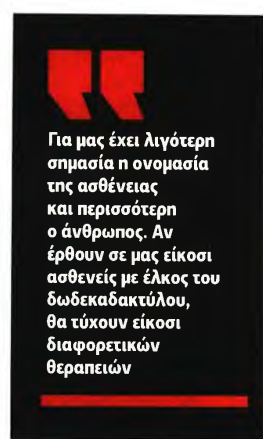 Για μας έχει λιγότερη
σημασία η ονομασία
της ασθένειας
και περισσότερη
ο άνθρωπος. Αν
έρθουν σε μας είκοσι
ασθενείς με έλκος του
δωδεκαδακτύλου,
θα τύχουν είκοσι
διαφορετικών
θεραπειών